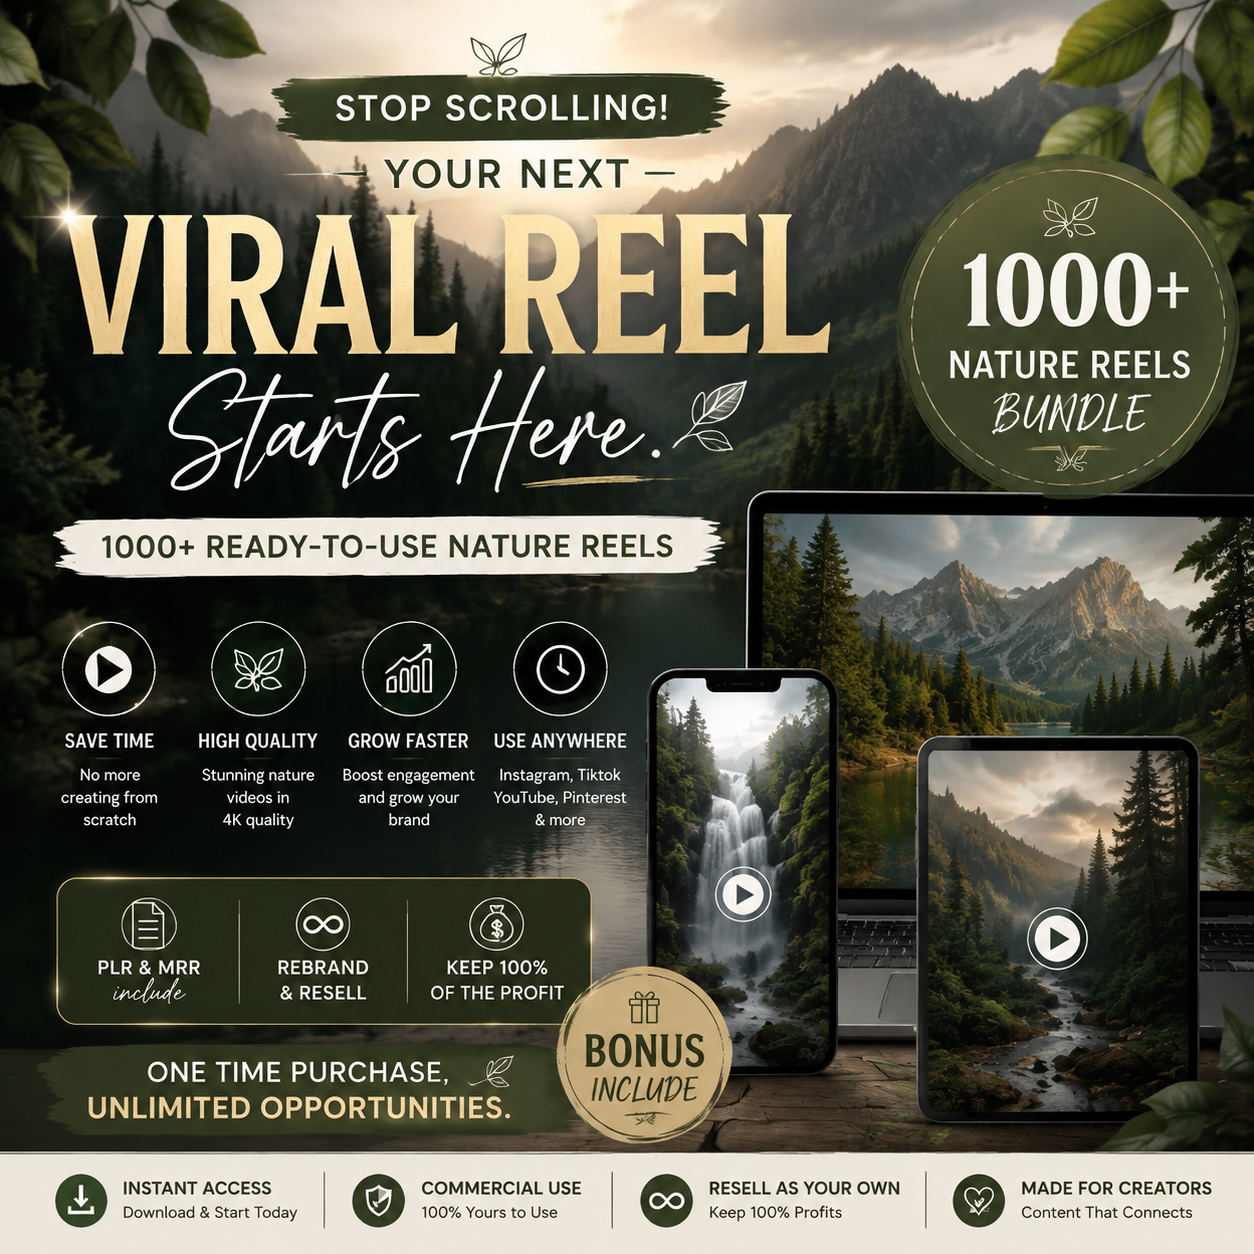 STOP SCROLLING!
YOUR NEXT
VIRAL REEL
Starts Here.
1000+
NATURE REELS
BUNDLE
1000+ READY-TO-USE NATURE REELS
SAVE TIME
No more
creating from
scratch
HIGH QUALITY
Stunning nature
videos in
4K quality
GROW FASTER
Boost engagement
and grow your
brand
USE ANYWHERE
Instagram, Tiktok
YouTube, Pinterest
& more
PLR & MRR
include
REBRAND
& RESELL
KEEP 100%
OF THE PROFIT
BONUS
INCLUDE
ONE TIME PURCHASE,
UNLIMITED OPPORTUNITIES.
INSTANT ACCESS
Download & Start Today
COMMERCIAL USE
100% Yours to Use
RESELL AS YOUR OWN
Keep 100% Profits
MADE FOR CREATORS
Content That Connects